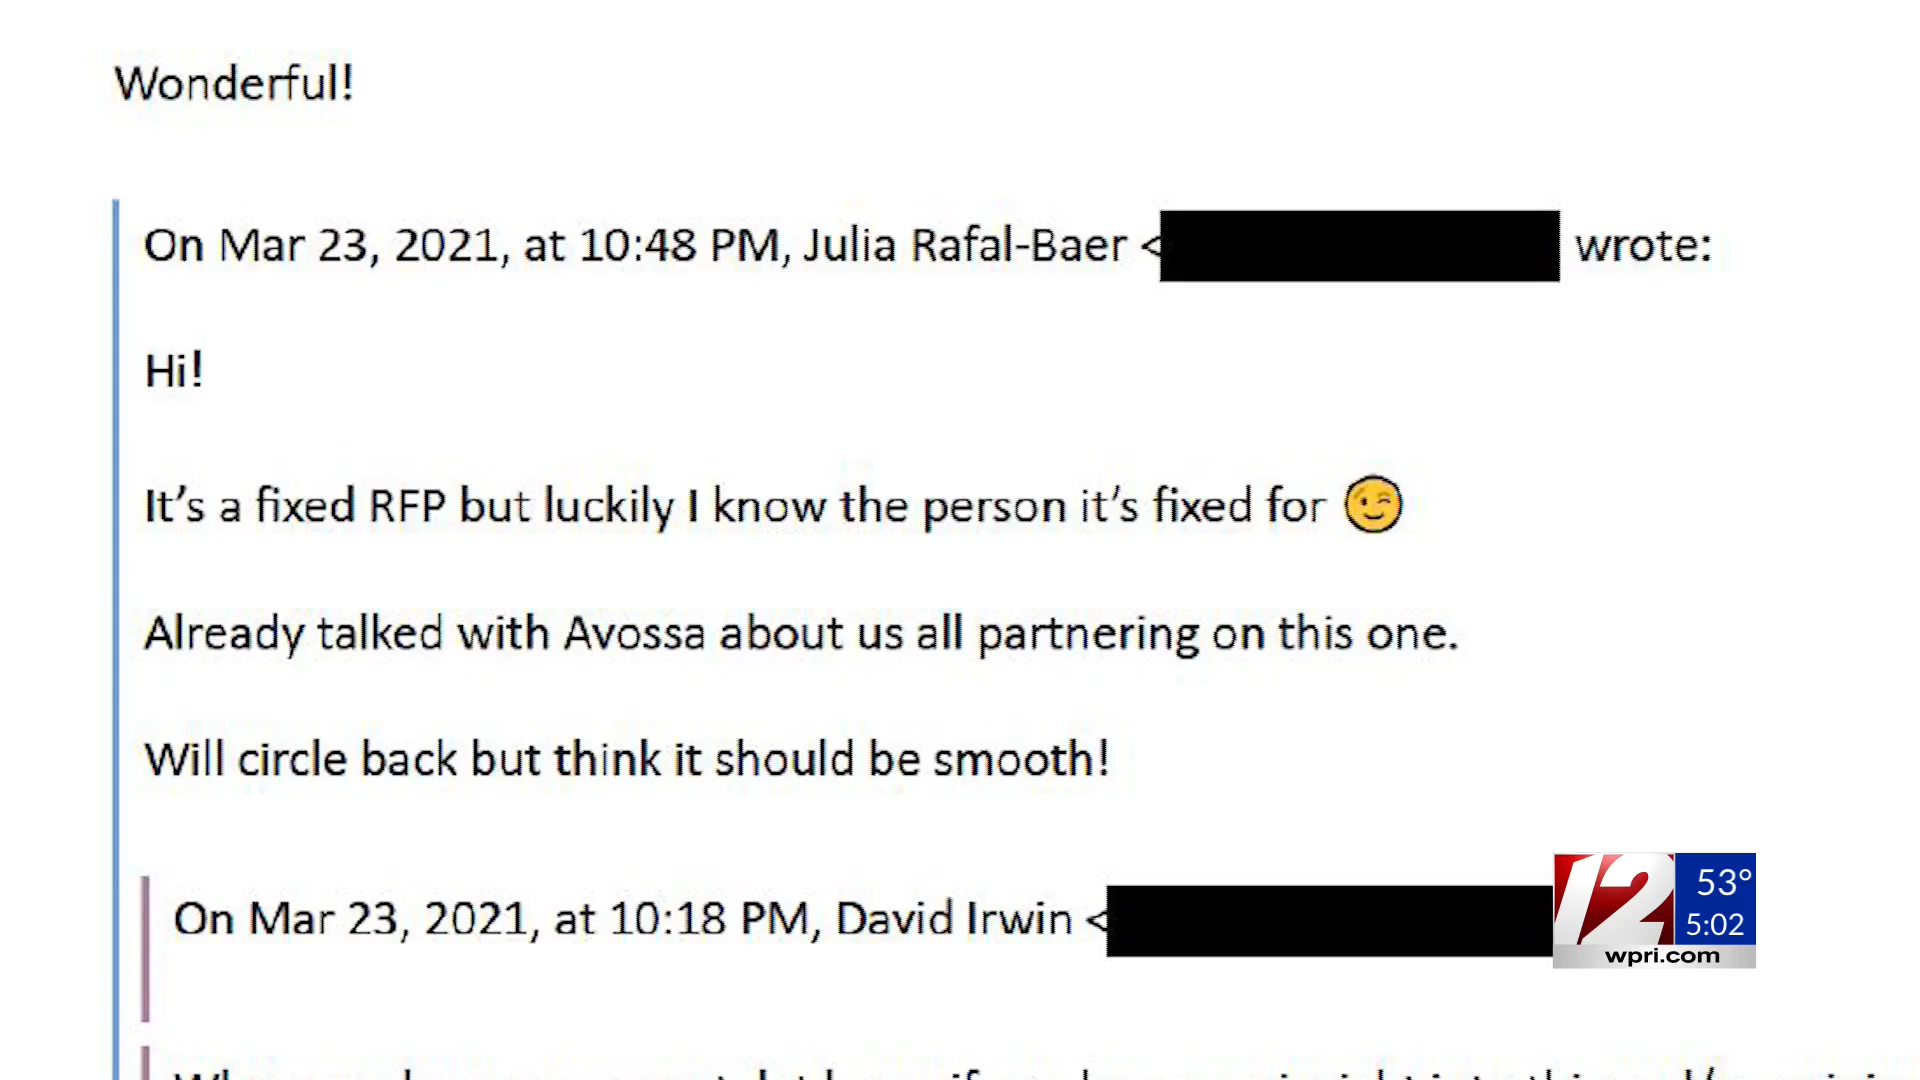 Wonderful!
On Mar 23, 2021, at 10:48 PM, Julia Rafal-Baer < wrote:
Hi!
It's a fixed RFP but luckily I know the person it's fixed for 😉
Already talked with Avossa about us all partnering on this one.
Will circle back but think it should be smooth!
On Mar 23, 2021, at 10:18 PM, David Irwin <
12
53°
5:02
wpri.com